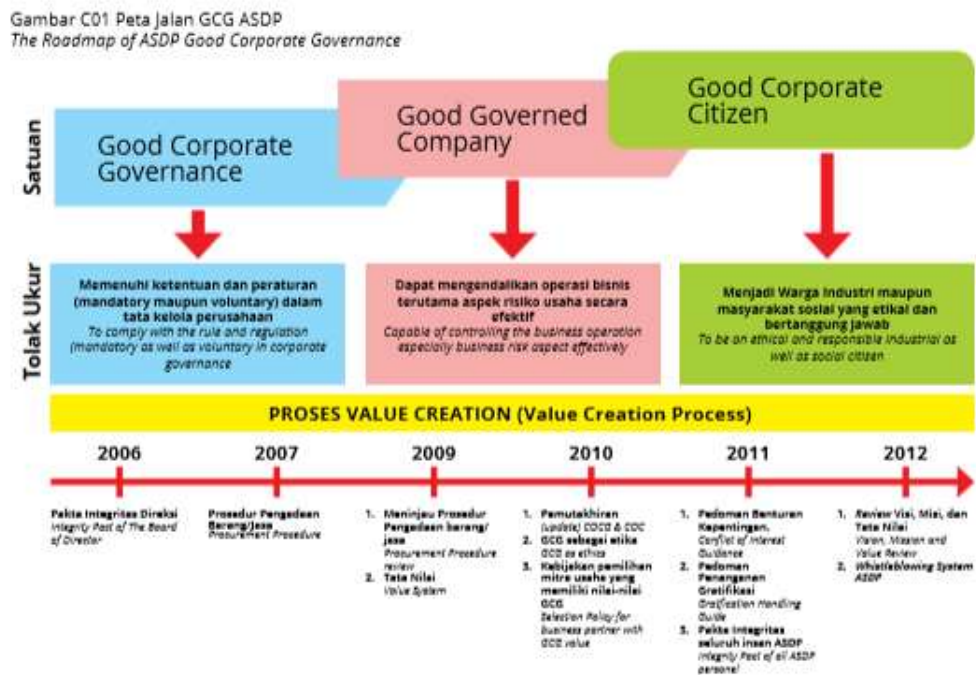 Gambar C01 Peta Jalan GCG ASDP
The Roadmap of ASDP Good Corporate Governance
Satuan
Good Corporate
Governance
Good Governed
Company
Good Corporate
Citizen
Tolak Ukur
Memenuhi ketentuan dan peraturan
(mandatory maupun voluntary) dalam
tata kelola perusahaan
To comply with the rule and regulation
(mandatory as well as voluntary in corporate
governance
Dapat mengendalikan operasi bisnis
terutama aspek risiko usaha secara
efektif
Capable of controlling the business operation
especially business risk aspect effectively
Menjadi Warga Industri maupun
masyarakat sosial yang etikal dan
bertanggung jawab
To be an ethical and responsible industrial as
well as social citizen
PROSES VALUE CREATION (Value Creation Process)
2006
2007
2009
2010
2011
2012
Pakta Integritas Direksi
Integrity Pact of The Board
of Director
Prosedur Pengadaan
Barang/Jasa
Procurement Procedure
1. Meninjau Prosedur
Pengadaan barang/
jasa
Procurement Procedure
review
2. Tata Nilai
Value System
1. Pemutakhiran
(update) COCG & COC
2. GCG sebagai etika
GCG as ethics
3. Kebijakan pemilihan
mitra usaha yang
memiliki nilai-nilai
GCG
Selection Policy for
business partner with
GCG value
1. Pedoman Benturan
Kepentingan.
Conflict of Interest
Guidance
2. Pedoman
Penanganan
Gratifikasi
Gratification Handling
Guide
3. Pakta Integritas
seluruh insan ASDP
Integrity Pact of all ASDP
personel
1. Review Visi, Misi, dan
Tata Nilai
Vision, Mission and
Value Review
2. Whistleblowing System
ASDP